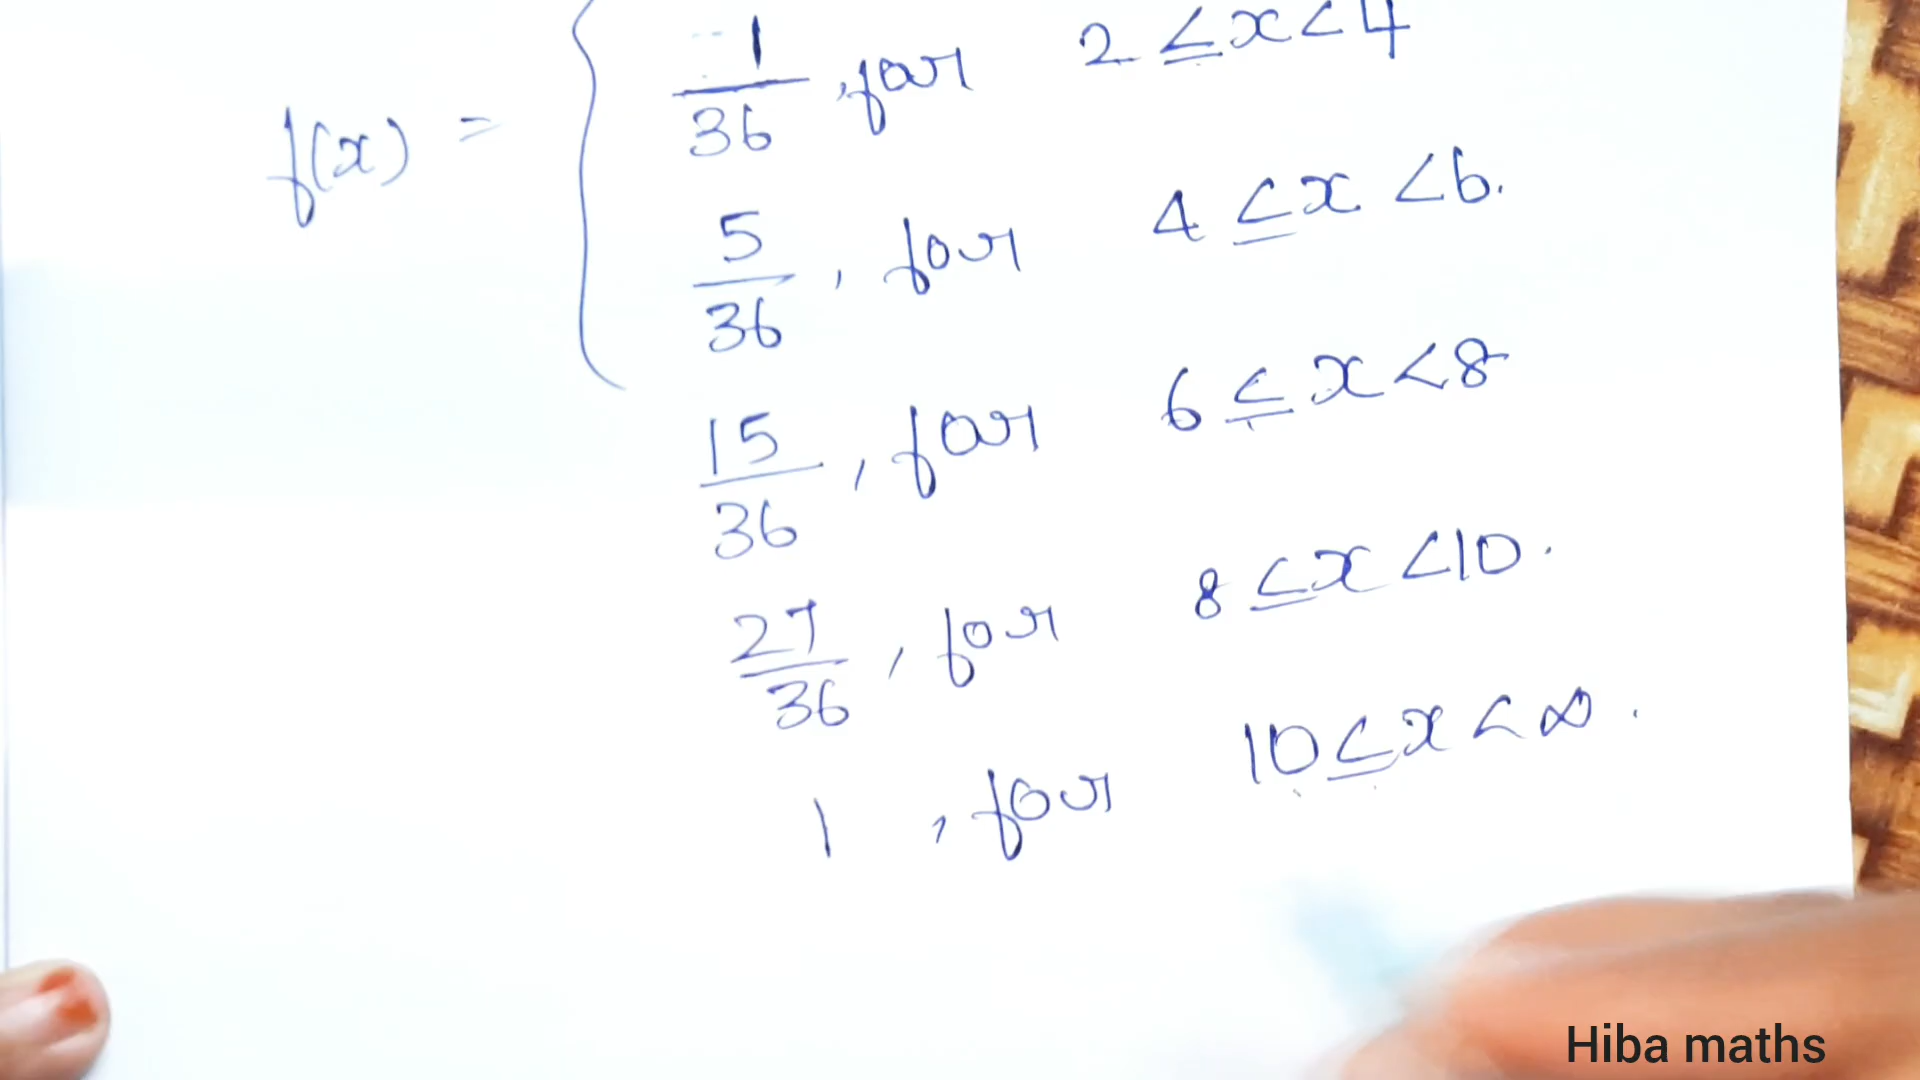 f(x) = { 1/36, for 2 ≤ x < 4
5/36, for 4 ≤ x < 6.
15/36, for 6 ≤ x < 8
27/36, for 8 ≤ x < 10.
1, for 10 ≤ x < ∞.
Hiba maths